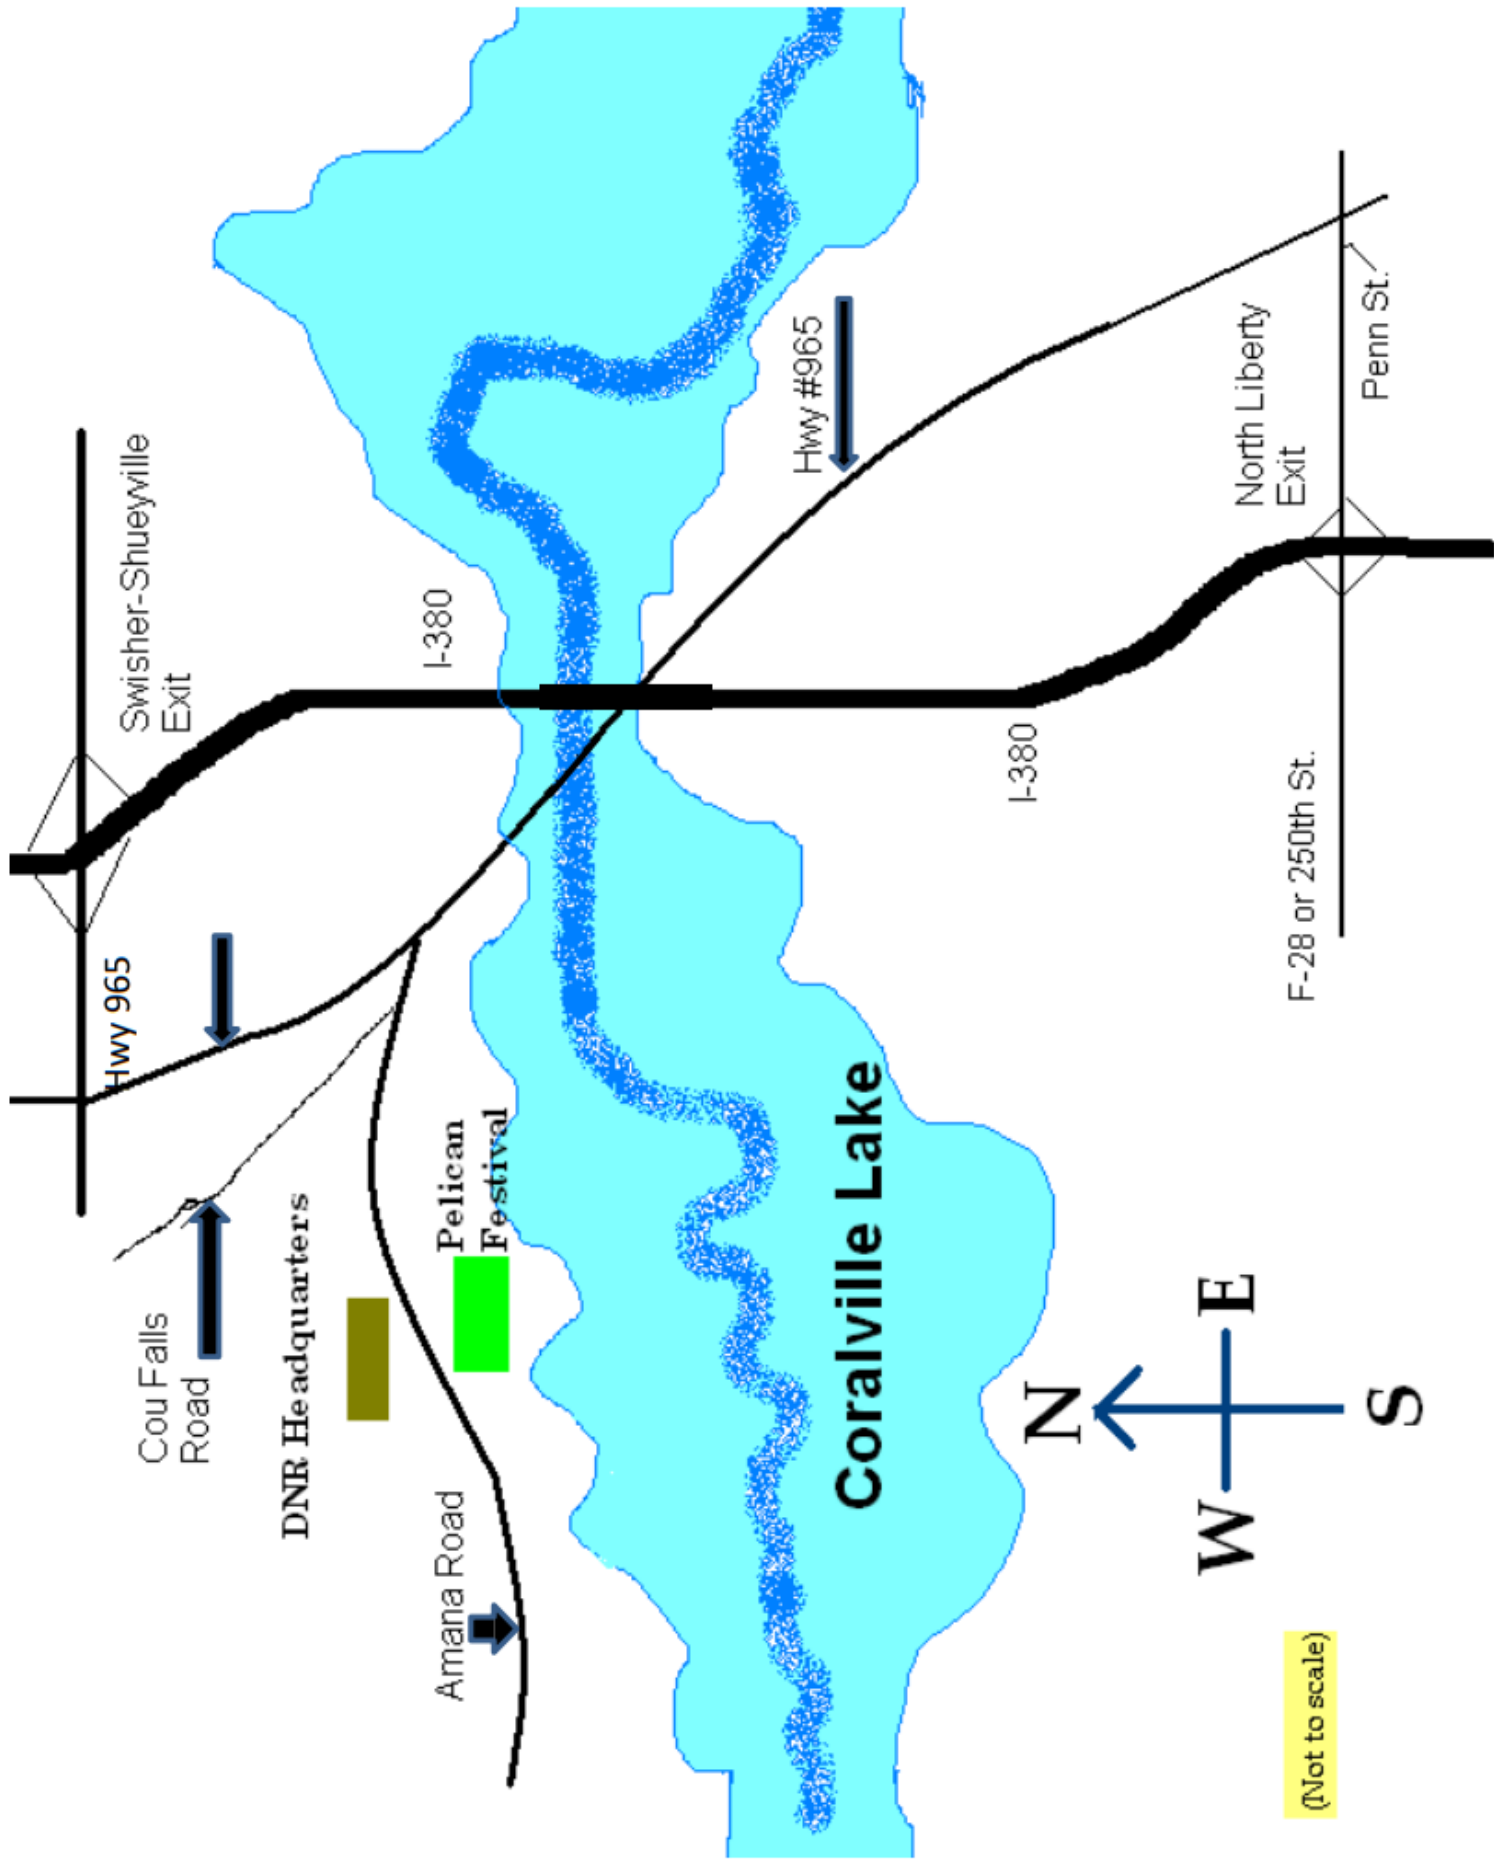 Hwy 965
Swisher-Shueyville
Exit
Cou Falls
Road
DNR Headquarters
I-380
Amana Road
Pelican
Festival
Hwy #965
Coralville Lake
I-380
N
W E
S
North Liberty
Exit
F-28 or 250th St.
Penn St.
(Not to scale)